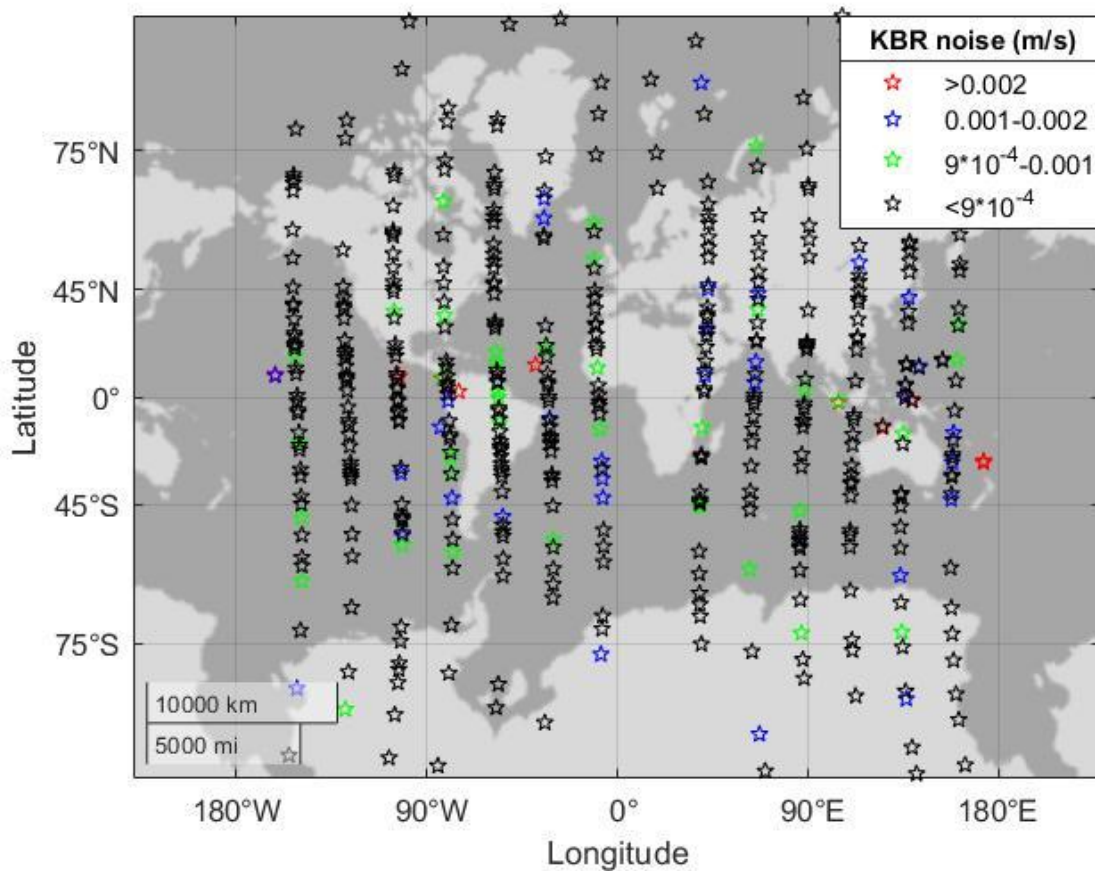 KBR noise (m/s)
>0.002
0.001-0.002
9*10⁻⁴-0.001
<9*10⁻⁴
75°N
45°N
0°
45°S
75°S
Latitude
10000 km
5000 mi
180°W
90°W
0°
90°E
180°E
Longitude